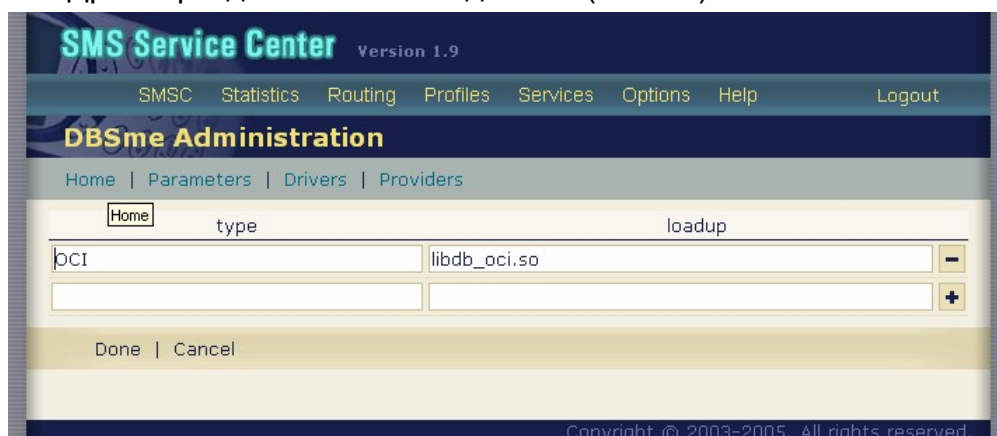 SMS Service Center Version 1.9
SMSC Statistics Routing Profiles Services Options Help Logout
DBSme Administration
Home | Parameters | Drivers | Providers
Home
type loadup
OCI libdb_oci.so
Done | Cancel
Copyright © 2003-2005. All rights reserved.